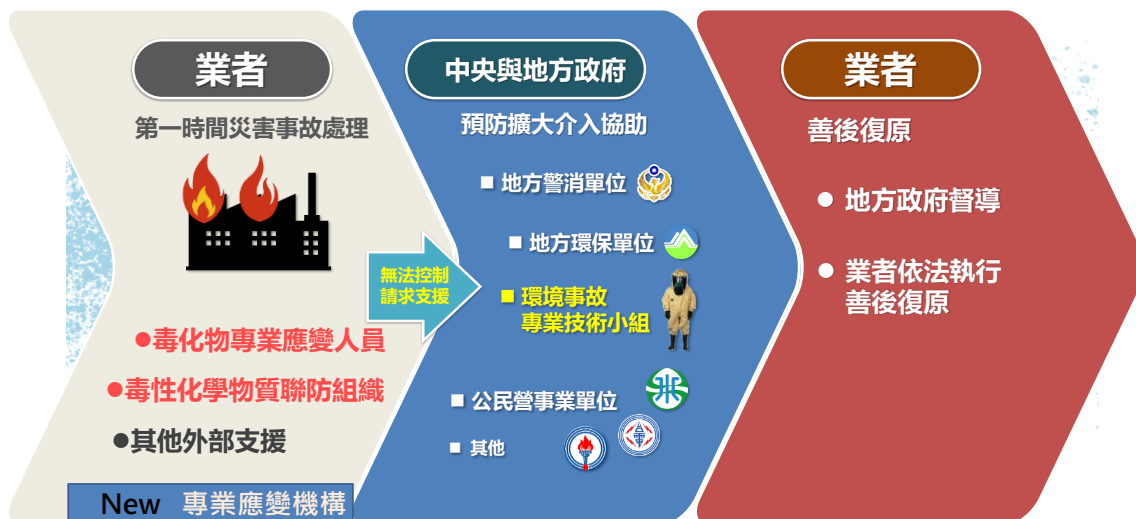 業者
第一時間災害事故處理
無法控制
請求支援
●毒化物專業應變人員
●毒性化學物質聯防組織
●其他外部支援
New 專業應變機構
中央與地方政府
預防擴大介入協助
■ 地方警消單位
■ 地方環保單位
■ 環境事故
專業技術小組
■ 公民營事業單位
■ 其他
業者
善後復原
● 地方政府督導
● 業者依法執行
善後復原